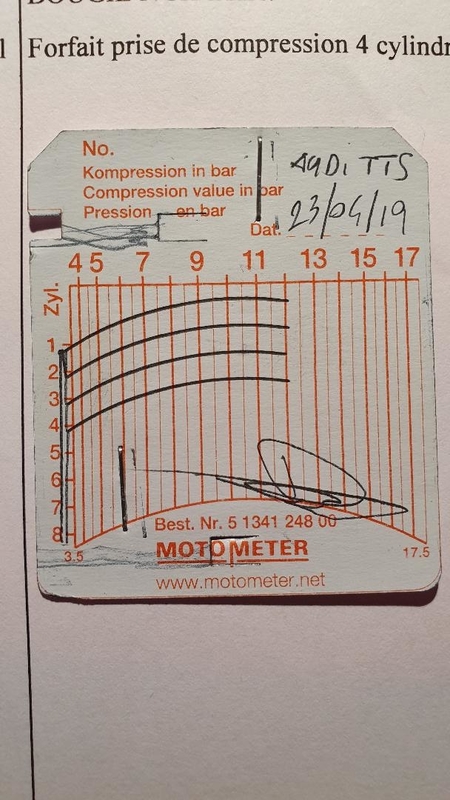 1 Forfait prise de compression 4 cylindr
No.
Kompression in bar
Compression value in bar
Pression en bar
AUDI TTS
Dat. 23/04/19
4 5 7 9 11 13 15 17
Zyl.
1
2
3
4
5
6
7
8
Best. Nr. 5 1341 248 00
3.5 MOTOMETER 17.5
www.motometer.net